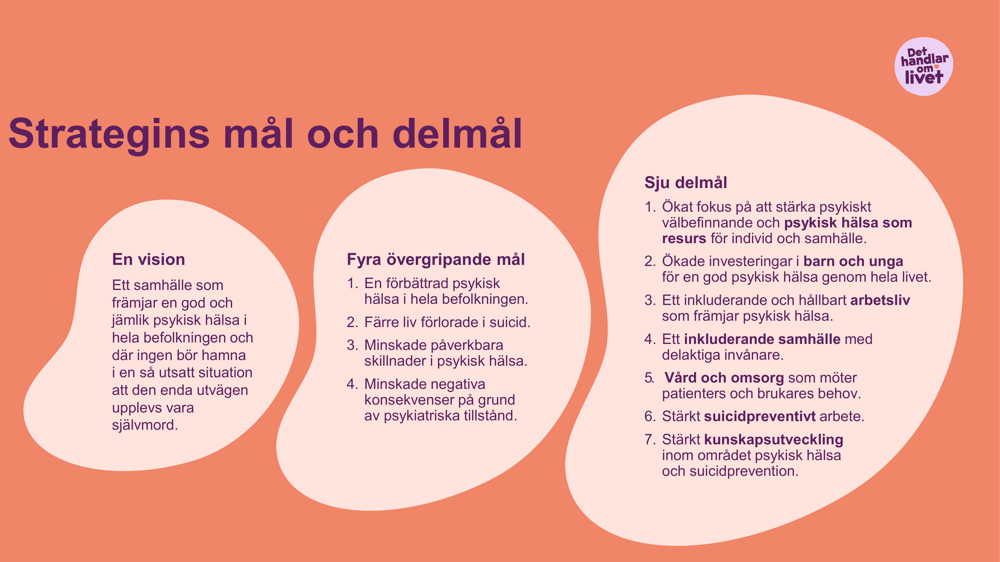 Det
handlar
om
livet
Strategins mål och delmål
En vision
Ett samhälle som
främjar en god och
jämlik psykisk hälsa i
hela befolkningen och
där ingen bör hamna
i en så utsatt situation
att den enda utvägen
upplevs vara
självmord.
Fyra övergripande mål
1. En förbättrad psykisk
hälsa i hela befolkningen.
2. Färre liv förlorade i suicid.
3. Minskade påverkbara
skillnader i psykisk hälsa.
4. Minskade negativa
konsekvenser på grund
av psykiatriska tillstånd.
Sju delmål
1. Ökat fokus på att stärka psykiskt
välbefinnande och psykisk hälsa som
resurs för individ och samhälle.
2. Ökade investeringar i barn och unga
för en god psykisk hälsa genom hela livet.
3. Ett inkluderande och hållbart arbetsliv
som främjar psykisk hälsa.
4. Ett inkluderande samhälle med
delaktiga invånare.
5. Vård och omsorg som möter
patienters och brukares behov.
6. Stärkt suicidpreventivt arbete.
7. Stärkt kunskapsutveckling
inom området psykisk hälsa
och suicidprevention.